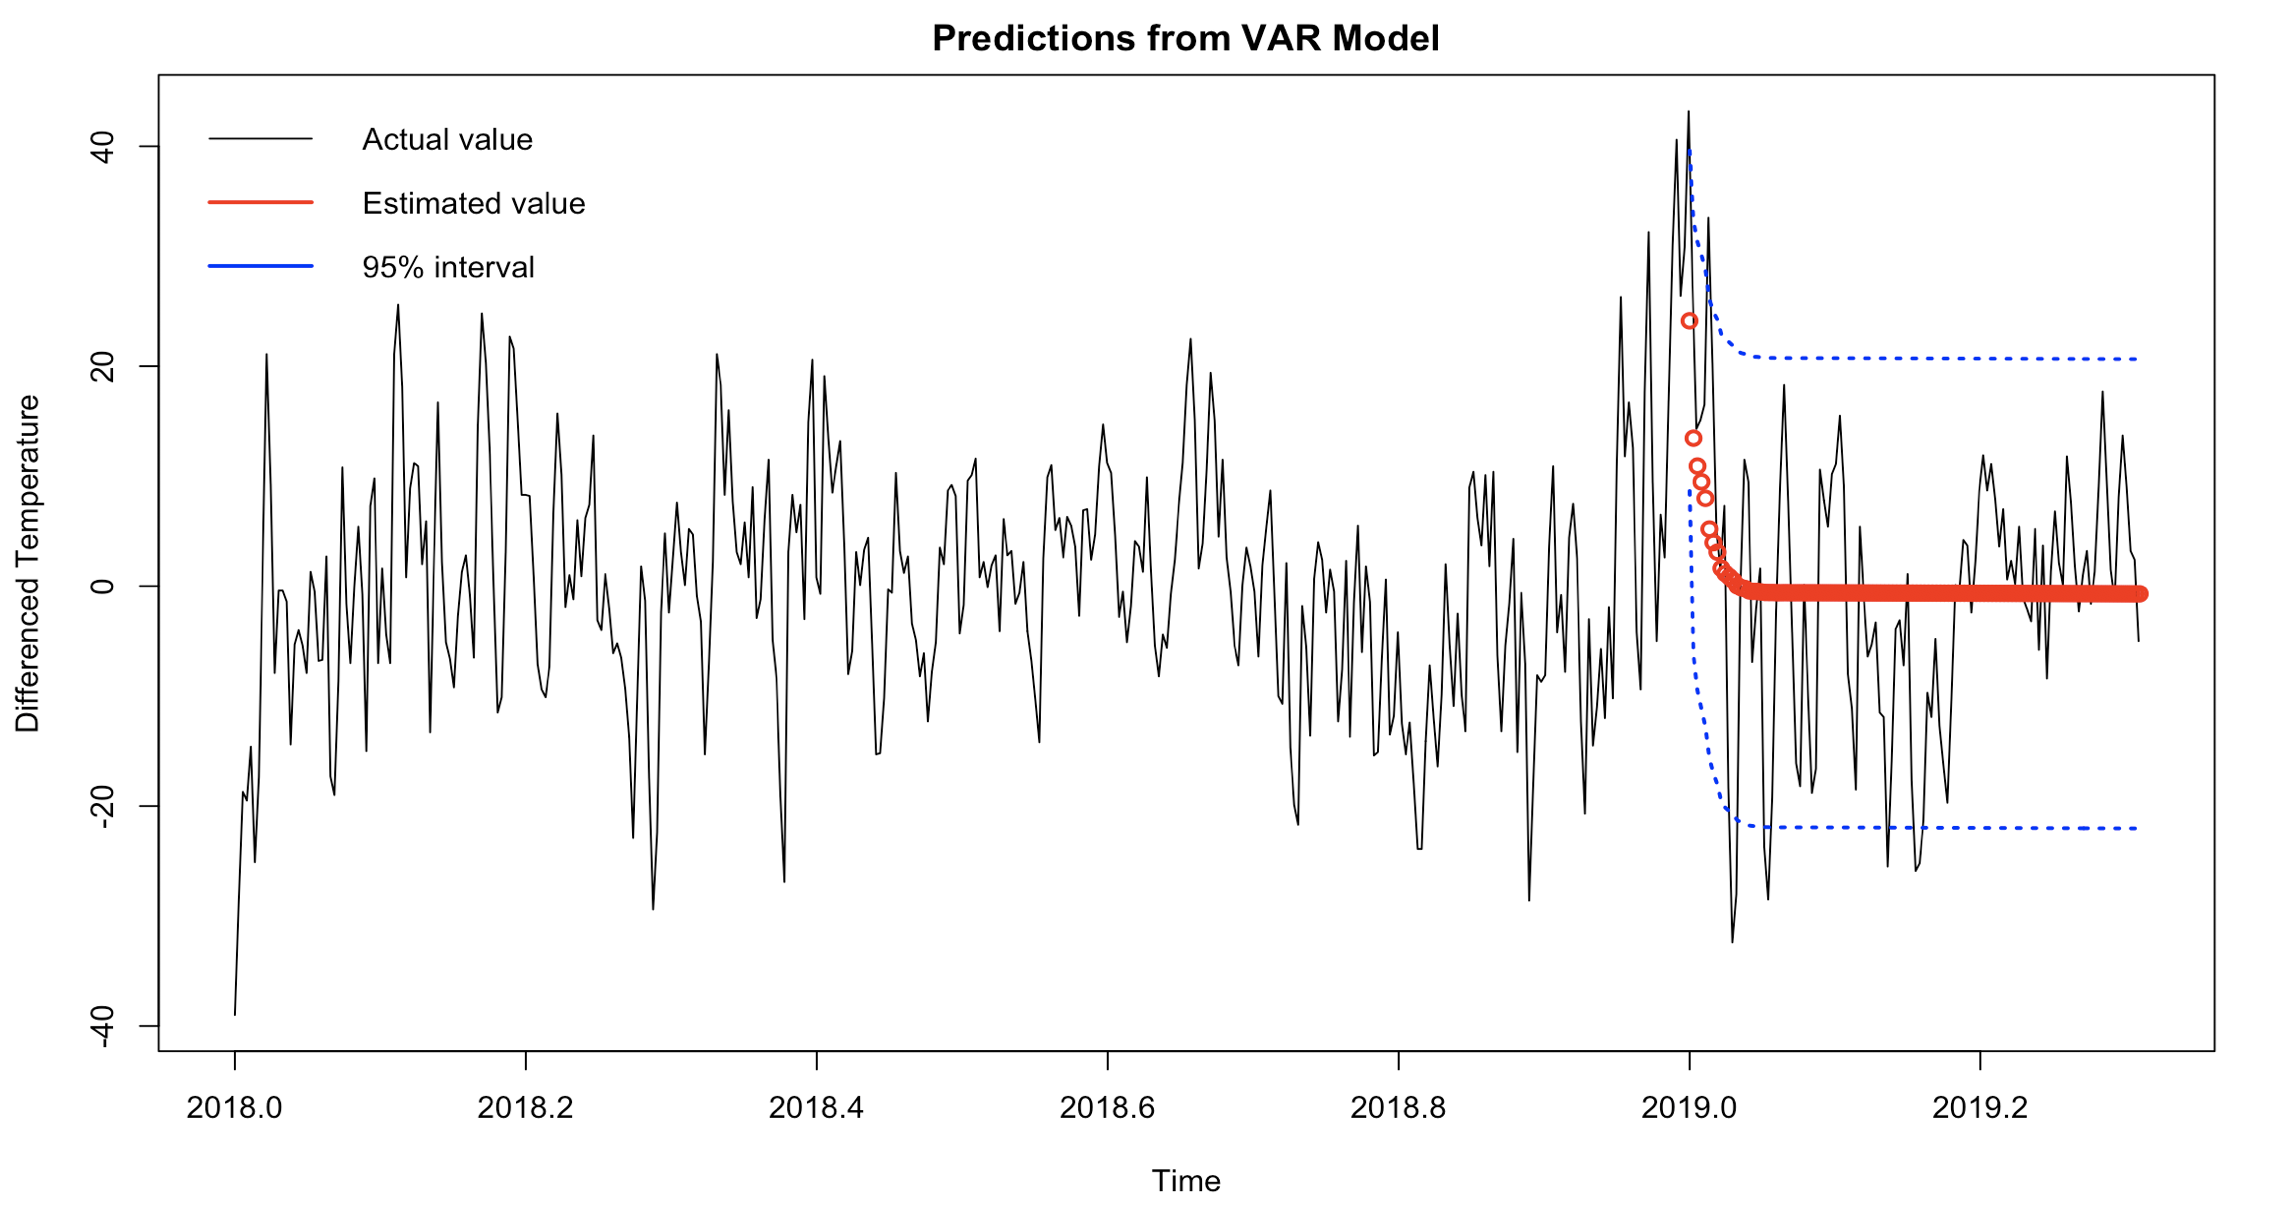 Predictions from VAR Model
Actual value
Estimated value
95% interval
Differenced Temperature
40
20
0
-20
-40
2018.0 2018.2 2018.4 2018.6 2018.8 2019.0 2019.2
Time